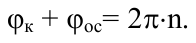 φк + φос= 2π·n.